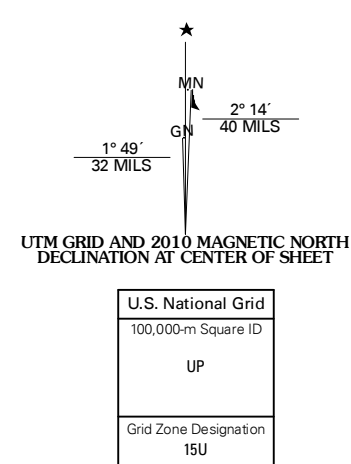 ★
MN
GN
2° 14´
40 MILS
1° 49´
32 MILS
UTM GRID AND 2010 MAGNETIC NORTH
DECLINATION AT CENTER OF SHEET
U.S. National Grid
100,000-m Square ID
UP
Grid Zone Designation
15U